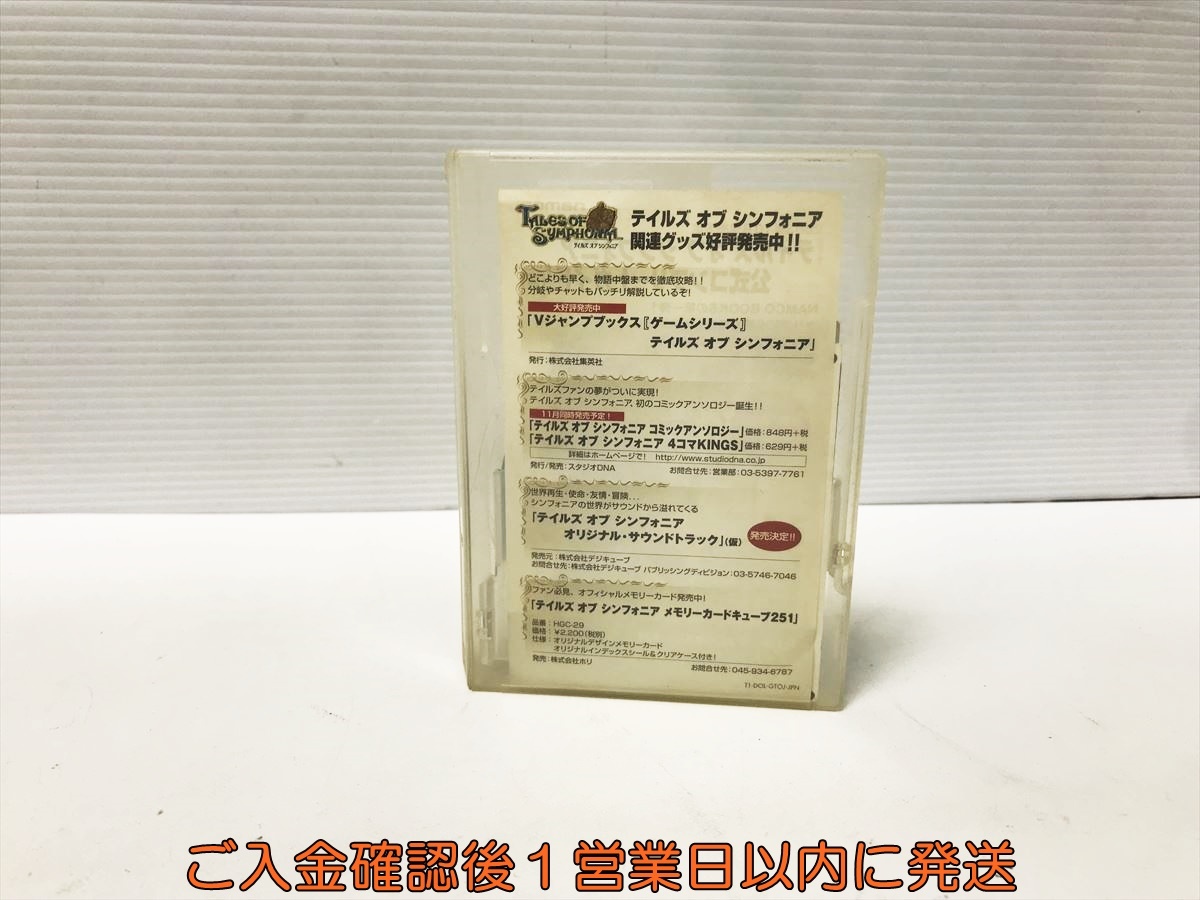 TALES OF SYMPHONIA
テイルズ オブ シンフォニア
テイルズ オブ シンフォニア
関連グッズ好評発売中!!
どこよりも早く、物語中盤までを徹底攻略!!
分岐やチャットもバッチリ解説しているぞ!
大好評発売中
「Vジャンプブックス〖ゲームシリーズ〗
テイルズ オブ シンフォニア」
発行:株式会社集英社
テイルズファンの夢がついに実現!
テイルズ オブ シンフォニア、初のコミックアンソロジー誕生!!
11月同時発売予定!
「テイルズ オブ シンフォニア コミックアンソロジー」価格:848円+税
「テイルズ オブ シンフォニア 4コマKINGS」価格:629円+税
詳細はホームページで! http://www.studiodna.co.jp
発行/発売:スタジオDNA お問合せ先:営業部:03-5397-7761
世界再生・使命・友情・冒険...
シンフォニアの世界がサウンドから溢れてくる
「テイルズ オブ シンフォニア
オリジナル・サウンドトラック」(仮)
発売決定!!
発売元:株式会社デジキューブ
お問合せ先:株式会社デジキューブ パブリッシングディビジョン:03-5746-7046
ファン必見、オフィシャルメモリーカード発売中!
「テイルズ オブ シンフォニア メモリーカードキューブ251」
品番:HGC-29
価格:¥2,200(税別)
仕様:オリジナルデザインメモリーカード
オリジナルインデックスシール&クリアケース付き!
発売:株式会社ホリ お問合せ先:045-934-6787
T1-DOL-GTOJ-JPN
ご入金確認後1営業日以内に発送